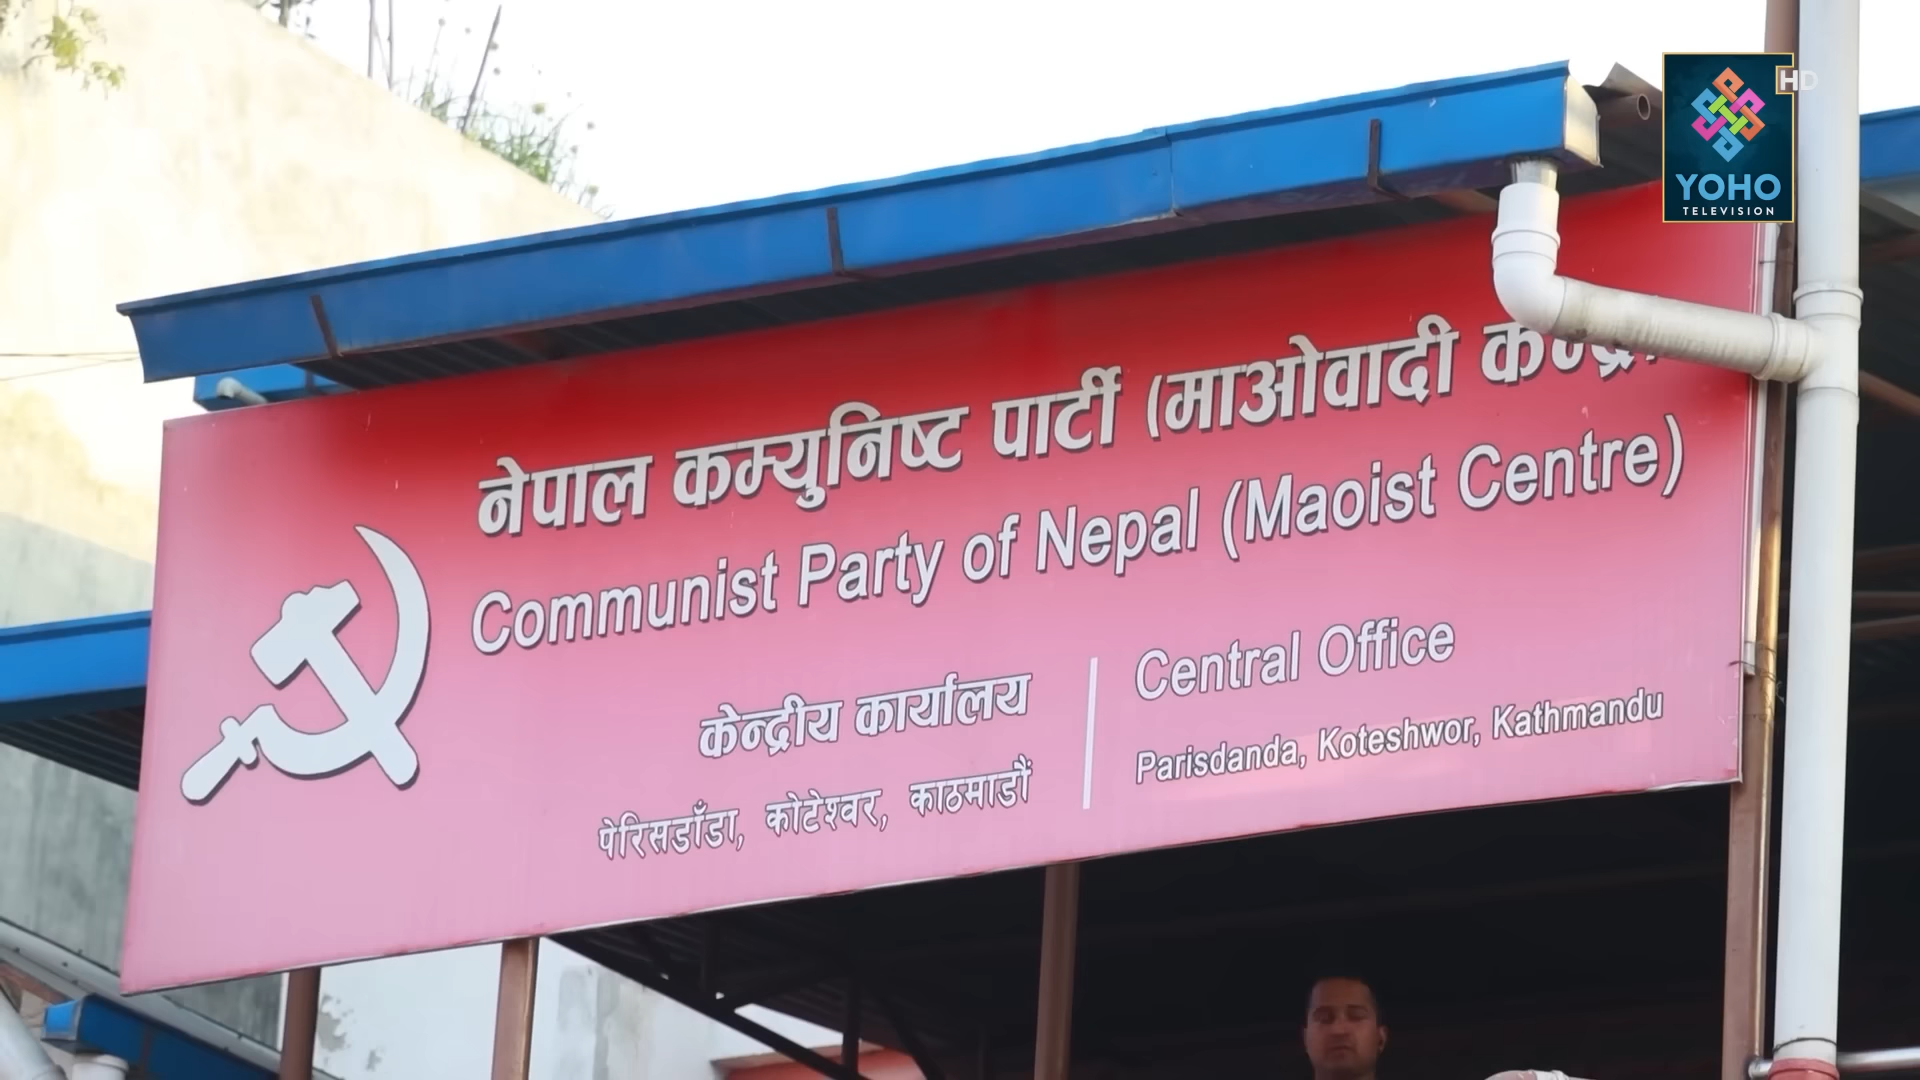 नेपाल कम्युनिष्ट पार्टी (माओवादी
Communist Party of Nepal (Maoist Centre)
केन्द्रीय कार्यालय
पेरिसडाँडा, कोटेश्वर, काठमाडौं
Central Office
Parisdanda, Koteshwor, Kathmandu
HD
YOHO
TELEVISION